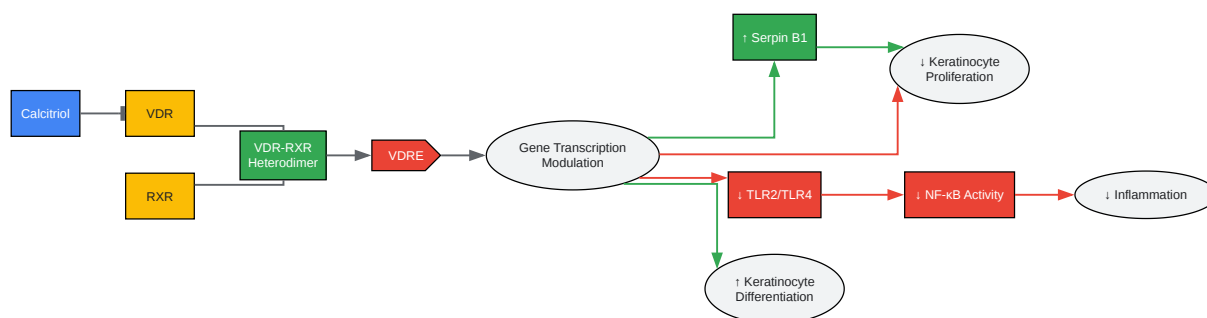 ↑ Serpin B1
↓ Keratinocyte
Proliferation
Calcitriol
VDR
VDR-RXR
Heterodimer
VDRE
Gene Transcription
Modulation
RXR
↓ TLR2/TLR4
↓ NF-κB Activity
↓ Inflammation
↑ Keratinocyte
Differentiation